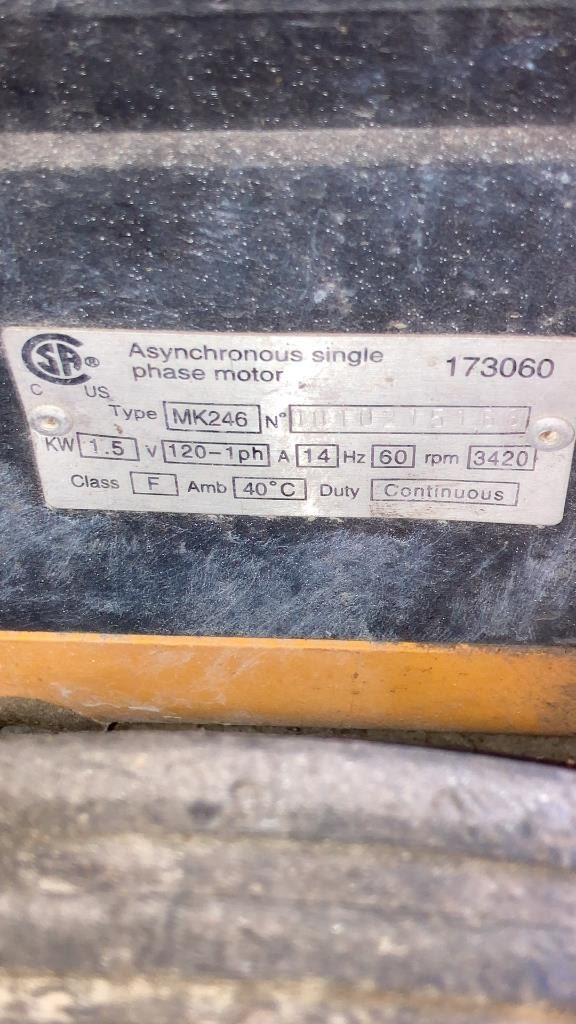 SA®
C US
Asynchronous single
phase motor
173060
Type MK246 N°
KW 1.5 V 120-1ph A 14 Hz 60 rpm 3420
Class F Amb 40°C Duty Continuous